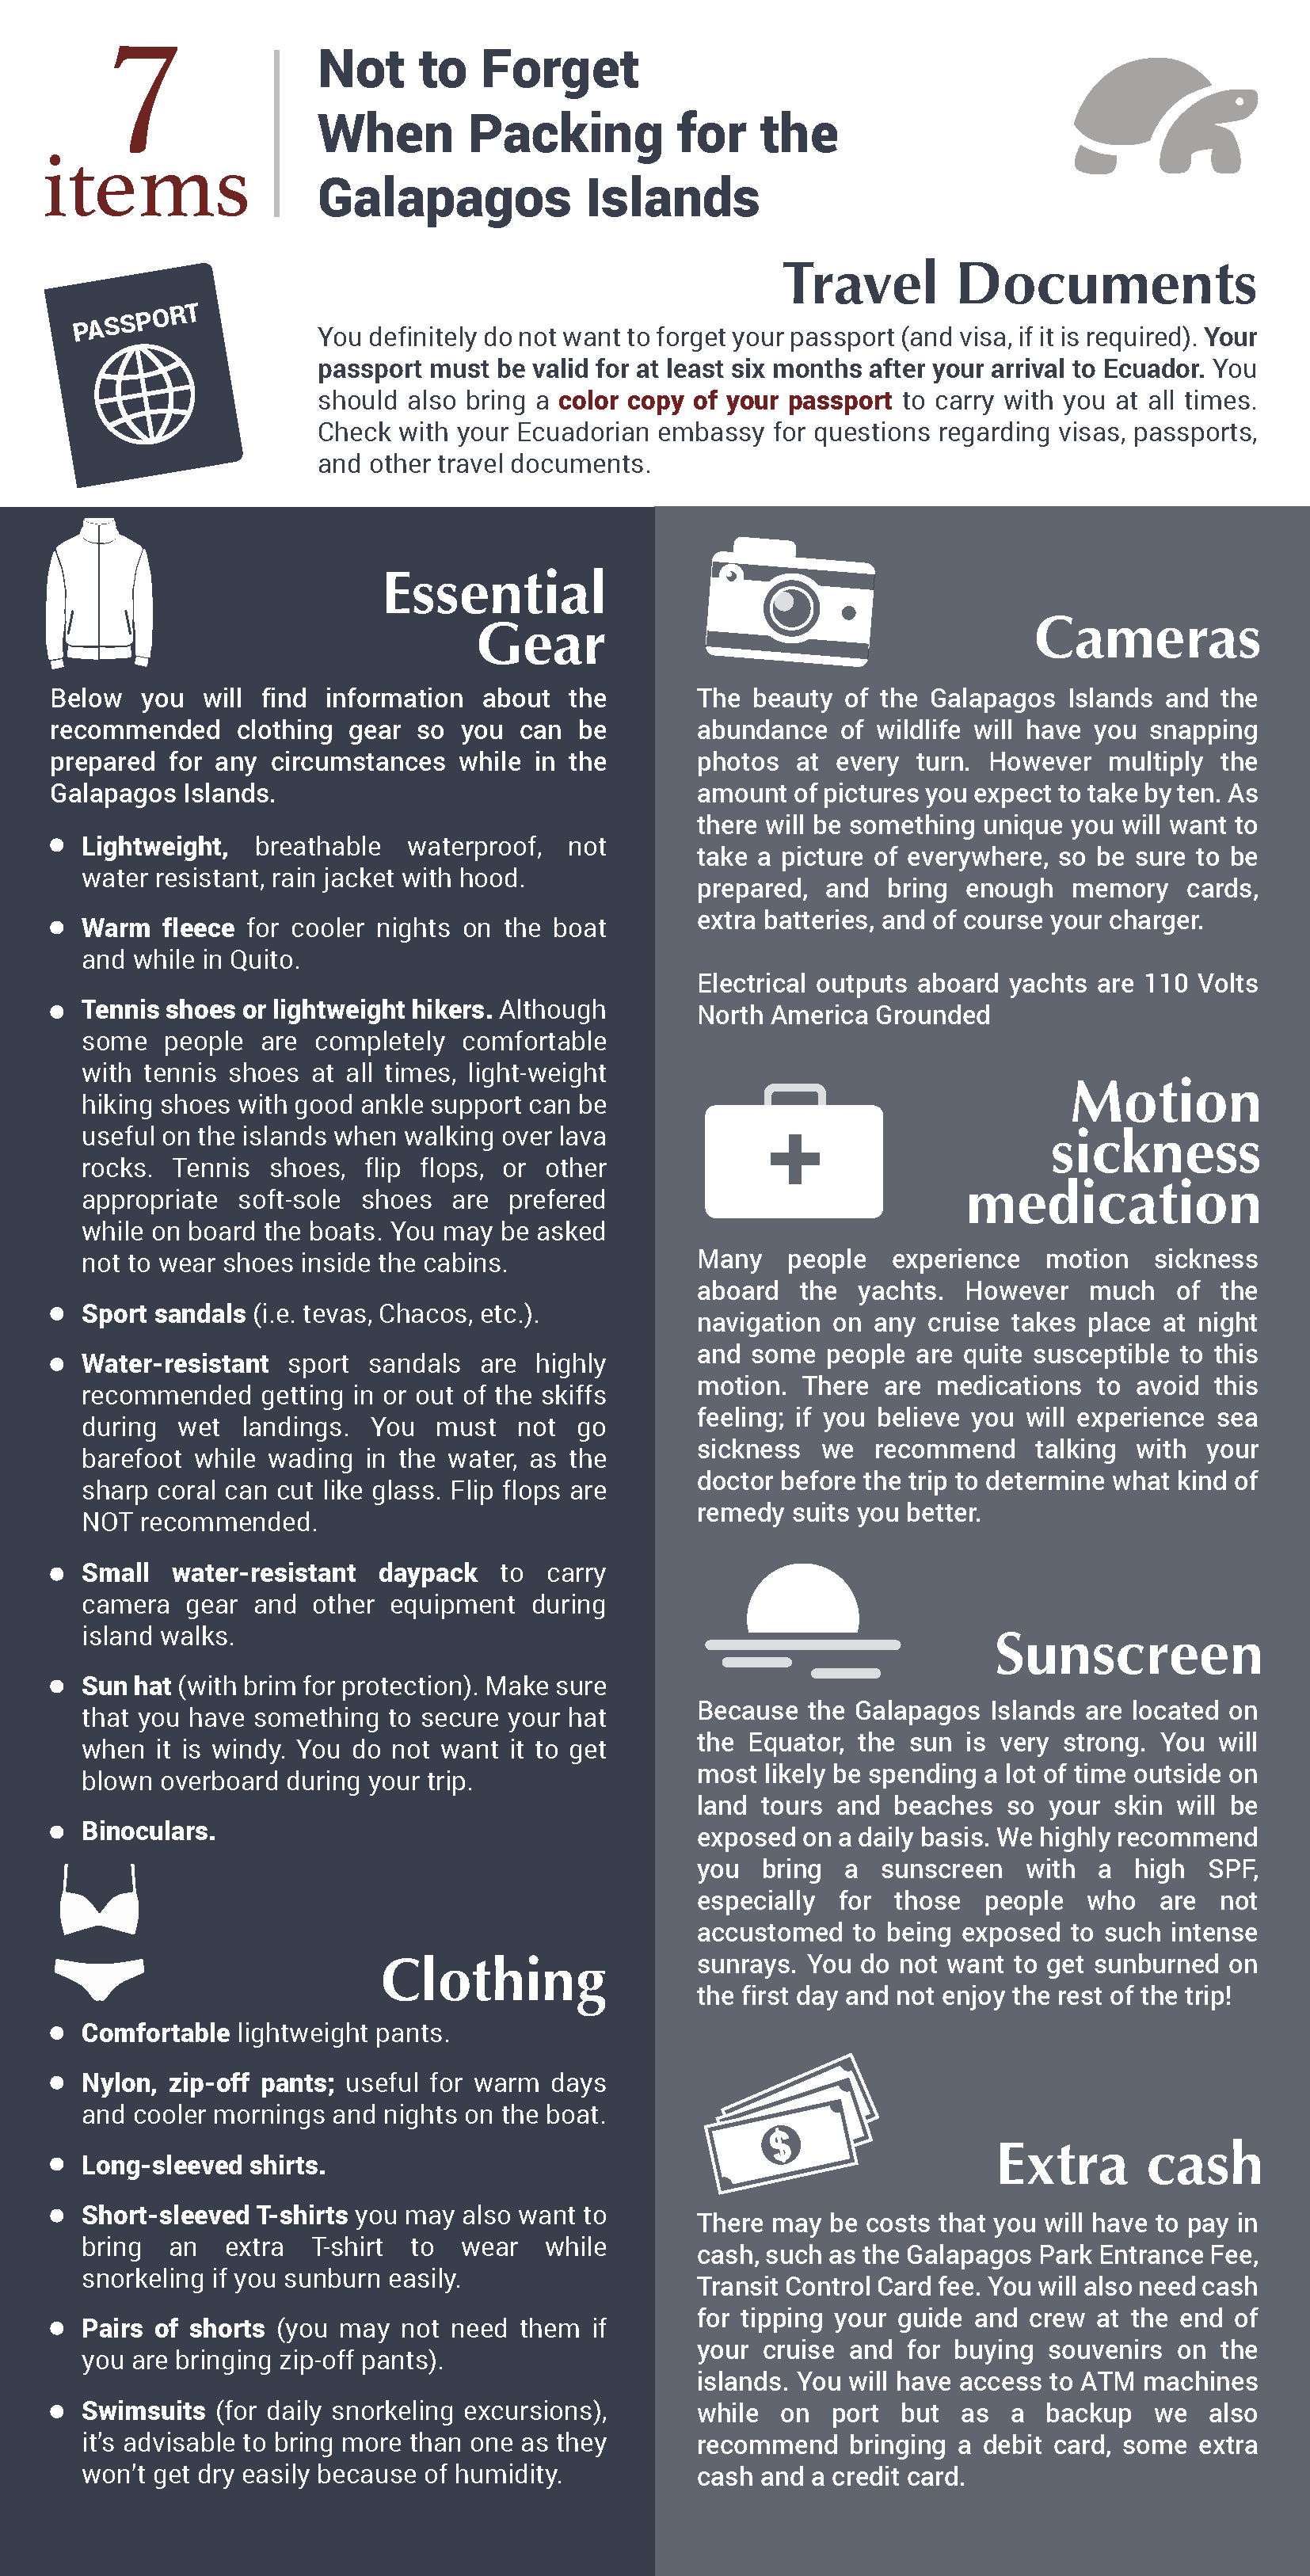 7
items
Not to Forget
When Packing for the
Galapagos Islands
PASSPORT
Travel Documents
You definitely do not want to forget your passport (and visa, if it is required). Your
passport must be valid for at least six months after your arrival to Ecuador. You
should also bring a color copy of your passport to carry with you at all times.
Check with your Ecuadorian embassy for questions regarding visas, passports,
and other travel documents.
Essential
Gear
Below you will find information about the
recommended clothing gear so you can be
prepared for any circumstances while in the
Galapagos Islands.
• Lightweight, breathable waterproof, not
water resistant, rain jacket with hood.
• Warm fleece for cooler nights on the boat
and while in Quito.
• Tennis shoes or lightweight hikers. Although
some people are completely comfortable
with tennis shoes at all times, light-weight
hiking shoes with good ankle support can be
useful on the islands when walking over lava
rocks. Tennis shoes, flip flops, or other
appropriate soft-sole shoes are prefered
while on board the boats. You may be asked
not to wear shoes inside the cabins.
• Sport sandals (i.e. tevas, Chacos, etc.).
• Water-resistant sport sandals are highly
recommended getting in or out of the skiffs
during wet landings. You must not go
barefoot while wading in the water, as the
sharp coral can cut like glass. Flip flops are
NOT recommended.
• Small water-resistant daypack to carry
camera gear and other equipment during
island walks.
• Sun hat (with brim for protection). Make sure
that you have something to secure your hat
when it is windy. You do not want it to get
blown overboard during your trip.
• Binoculars.
Clothing
• Comfortable lightweight pants.
• Nylon, zip-off pants; useful for warm days
and cooler mornings and nights on the boat.
• Long-sleeved shirts.
• Short-sleeved T-shirts you may also want to
bring an extra T-shirt to wear while
snorkeling if you sunburn easily.
• Pairs of shorts (you may not need them if
you are bringing zip-off pants).
• Swimsuits (for daily snorkeling excursions),
it's advisable to bring more than one as they
won't get dry easily because of humidity.
Cameras
The beauty of the Galapagos Islands and the
abundance of wildlife will have you snapping
photos at every turn. However multiply the
amount of pictures you expect to take by ten. As
there will be something unique you will want to
take a picture of everywhere, so be sure to be
prepared, and bring enough memory cards,
extra batteries, and of course your charger.
Electrical outputs aboard yachts are 110 Volts
North America Grounded
Motion
sickness
medication
Many people experience motion sickness
aboard the yachts. However much of the
navigation on any cruise takes place at night
and some people are quite susceptible to this
motion. There are medications to avoid this
feeling; if you believe you will experience sea
sickness we recommend talking with your
doctor before the trip to determine what kind of
remedy suits you better.
Sunscreen
Because the Galapagos Islands are located on
the Equator, the sun is very strong. You will
most likely be spending a lot of time outside on
land tours and beaches so your skin will be
exposed on a daily basis. We highly recommend
you bring a sunscreen with a high SPF,
especially for those people who are not
accustomed to being exposed to such intense
sunrays. You do not want to get sunburned on
the first day and not enjoy the rest of the trip!
$
Extra cash
There may be costs that you will have to pay in
cash, such as the Galapagos Park Entrance Fee,
Transit Control Card fee. You will also need cash
for tipping your guide and crew at the end of
your cruise and for buying souvenirs on the
islands. You will have access to ATM machines
while on port but as a backup we also
recommend bringing a debit card, some extra
cash and a credit card.